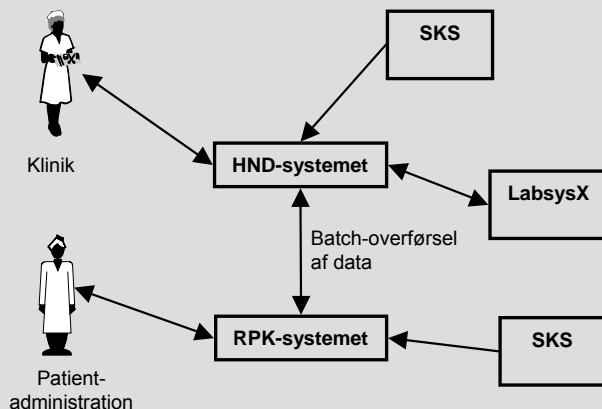 SKS
Klinik
HND-systemet
LabsysX
Batch-overførsel
af data
RPK-systemet
SKS
Patient-
administration